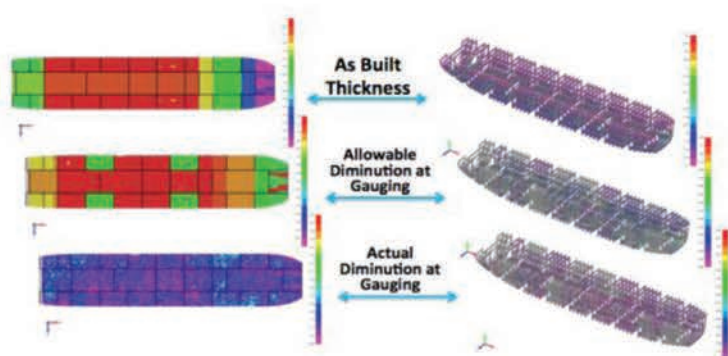 As Built
Thickness
Allowable
Diminution at
Gauging
Actual
Diminution at
Gauging